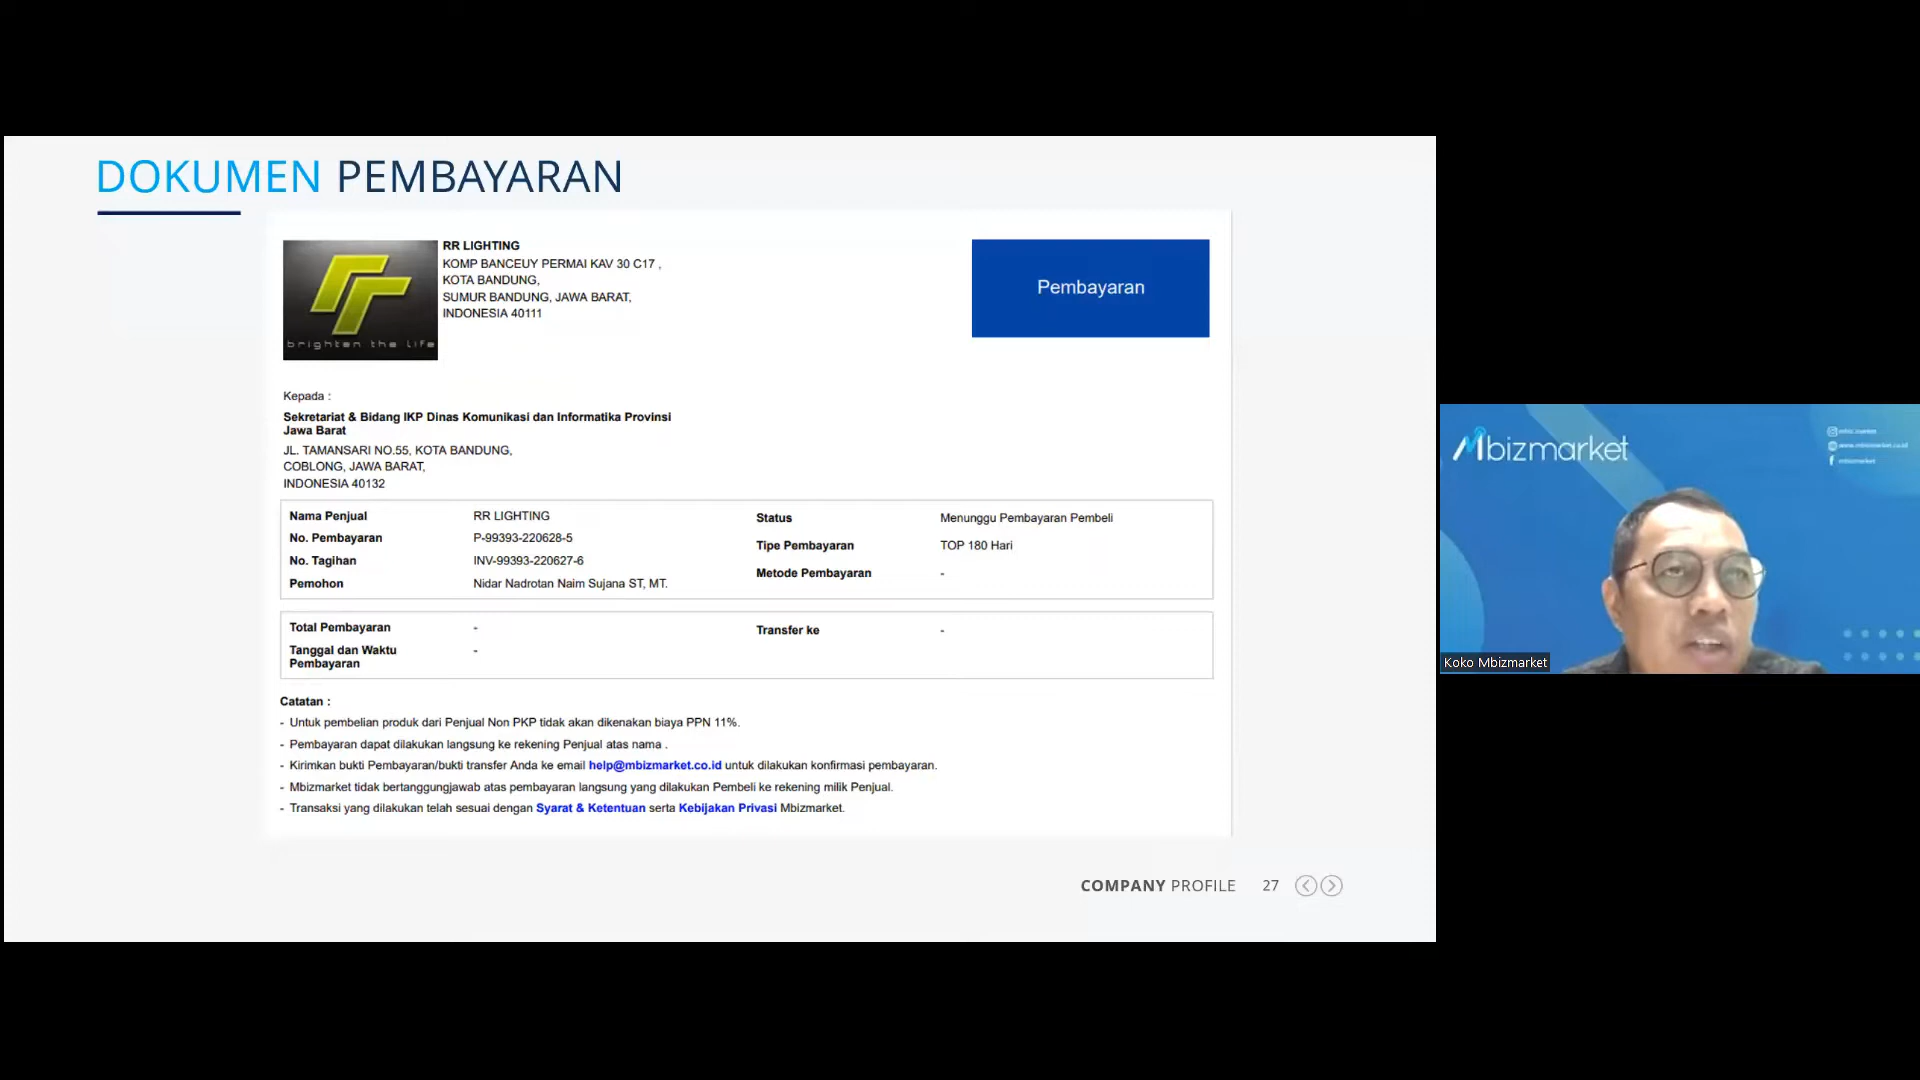 DOKUMEN PEMBAYARAN
RR LIGHTING
KOMP BANCEUY PERMAI KAV 30 C17 ,
KOTA BANDUNG,
SUMUR BANDUNG, JAWA BARAT,
INDONESIA 40111
brighten the life
Pembayaran
Kepada :
Sekretariat & Bidang IKP Dinas Komunikasi dan Informatika Provinsi
Jawa Barat
JL. TAMANSARI NO.55, KOTA BANDUNG,
COBLONG, JAWA BARAT,
INDONESIA 40132
Nama Penjual RR LIGHTING
No. Pembayaran P-99393-220628-5
No. Tagihan INV-99393-220627-6
Pemohon Nidar Nadrotan Naim Sujana ST, MT.
Status Menunggu Pembayaran Pembeli
Tipe Pembayaran TOP 180 Hari
Metode Pembayaran -
Total Pembayaran -
Tanggal dan Waktu -
Pembayaran
Transfer ke -
Catatan :
- Untuk pembelian produk dari Penjual Non PKP tidak akan dikenakan biaya PPN 11%.
- Pembayaran dapat dilakukan langsung ke rekening Penjual atas nama .
- Kirimkan bukti Pembayaran/bukti transfer Anda ke email help@mbizmarket.co.id untuk dilakukan konfirmasi pembayaran.
- Mbizmarket tidak bertanggungjawab atas pembayaran langsung yang dilakukan Pembeli ke rekening milik Penjual.
- Transaksi yang dilakukan telah sesuai dengan Syarat & Ketentuan serta Kebijakan Privasi Mbizmarket.
COMPANY PROFILE 27
Mbizmarket
www.mbizmarket.co.id
mbizmarket
Koko Mbizmarket